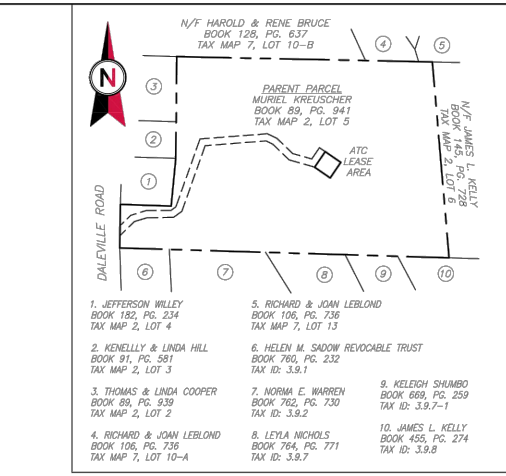 N/F HAROLD & RENE BRUCE
BOOK 128, PG. 637
TAX MAP 7, LOT 10-B
4
5
N
3
PARENT PARCEL
MURIEL KREUSCHER
BOOK 89, PG. 941
TAX MAP 2, LOT 5
N/F JAMES L. KELLY
BOOK 145, PG. 728
TAX MAP 2, LOT 6
2
ATC
LEASE
AREA
1
DALEVILLE ROAD
6
7
8
9
10
1. JEFFERSON WILLEY
BOOK 182, PG. 234
TAX MAP 2, LOT 4
2. KENELLLY & LINDA HILL
BOOK 91, PG. 581
TAX MAP 2, LOT 3
3. THOMAS & LINDA COOPER
BOOK 89, PG. 939
TAX MAP 2, LOT 2
4. RICHARD & JOAN LEBLOND
BOOK 106, PG. 736
TAX MAP 7, LOT 10-A
5. RICHARD & JOAN LEBLOND
BOOK 106, PG. 736
TAX MAP 7, LOT 13
6. HELEN M. SADOW REVOCABLE TRUST
BOOK 760, PG. 232
TAX ID: 3.9.1
7. NORMA E. WARREN
BOOK 762, PG. 730
TAX ID: 3.9.2
8. LEYLA NICHOLS
BOOK 764, PG. 771
TAX ID: 3.9.7
9. KELEIGH SHUMBO
BOOK 669, PG. 259
TAX ID: 3.9.7-1
10. JAMES L. KELLY
BOOK 455, PG. 274
TAX ID: 3.9.8